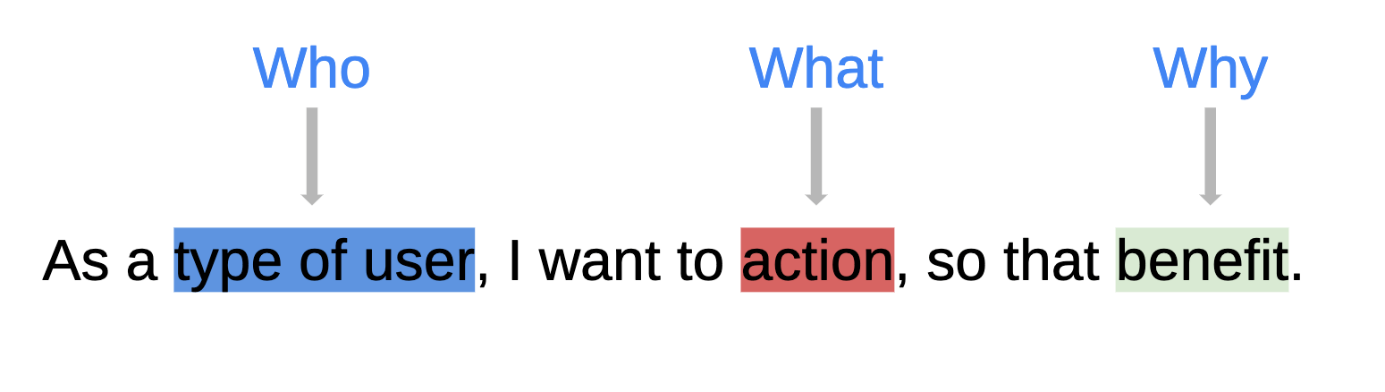 Who What Why
As a type of user, I want to action, so that benefit.